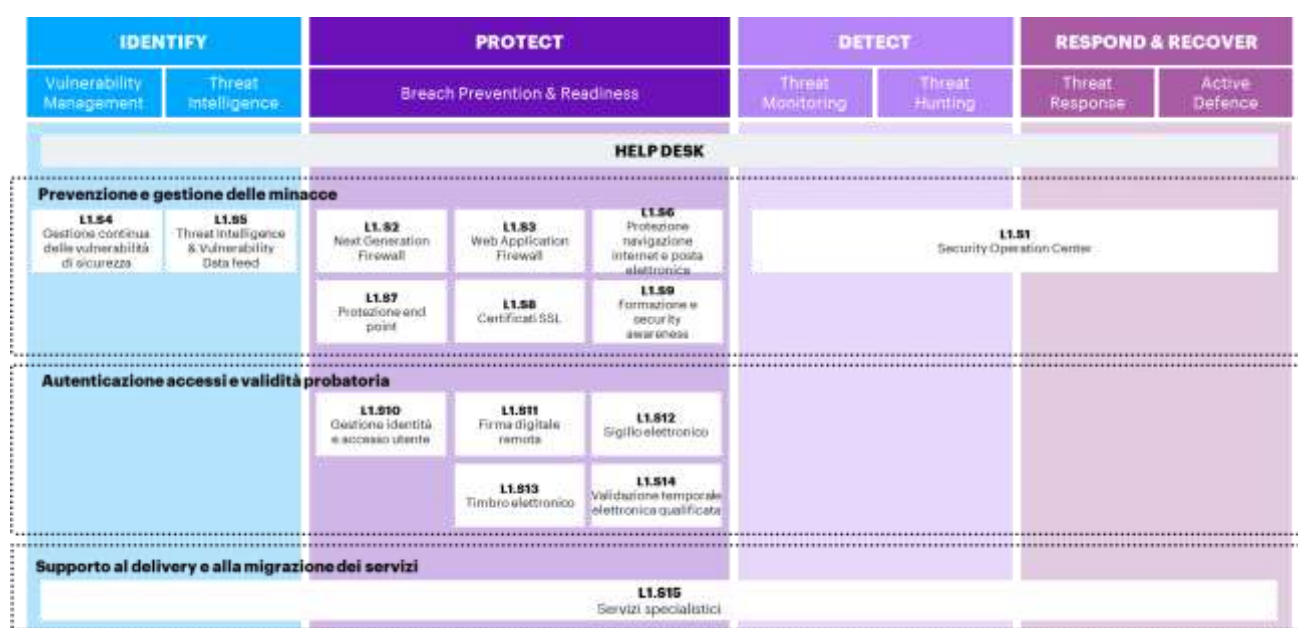 IDENTIFY
PROTECT
DETECT
RESPOND & RECOVER
Vulnerability
Management
Threat
Intelligence
Breach Prevention & Readiness
Threat
Monitoring
Threat
Hunting
Threat
Response
Active
Defence
HELP DESK
Prevenzione e gestione delle minacce
L1.S4
Gestione continua
delle vulnerabilità
di sicurezza
L1.S5
Threat Intelligence
& Vulnerability
Data feed
L1.S2
Next Generation
Firewall
L1.S3
Web Application
Firewall
L1.S6
Protezione
navigazione
internet e posta
elettronica
L1.S1
Security Operation Center
L1.S7
Protezione end
point
L1.S8
Certificati SSL
L1.S9
Formazione e
security
awareness
Autenticazione accessi e validità probatoria
L1.S10
Gestione identità
e accesso utente
L1.S11
Firma digitale
remota
L1.S12
Sigillo elettronico
L1.S13
Timbro elettronico
L1.S14
Validazione temporale
elettronica qualificata
Supporto al delivery e alla migrazione dei servizi
L1.S15
Servizi specialistici